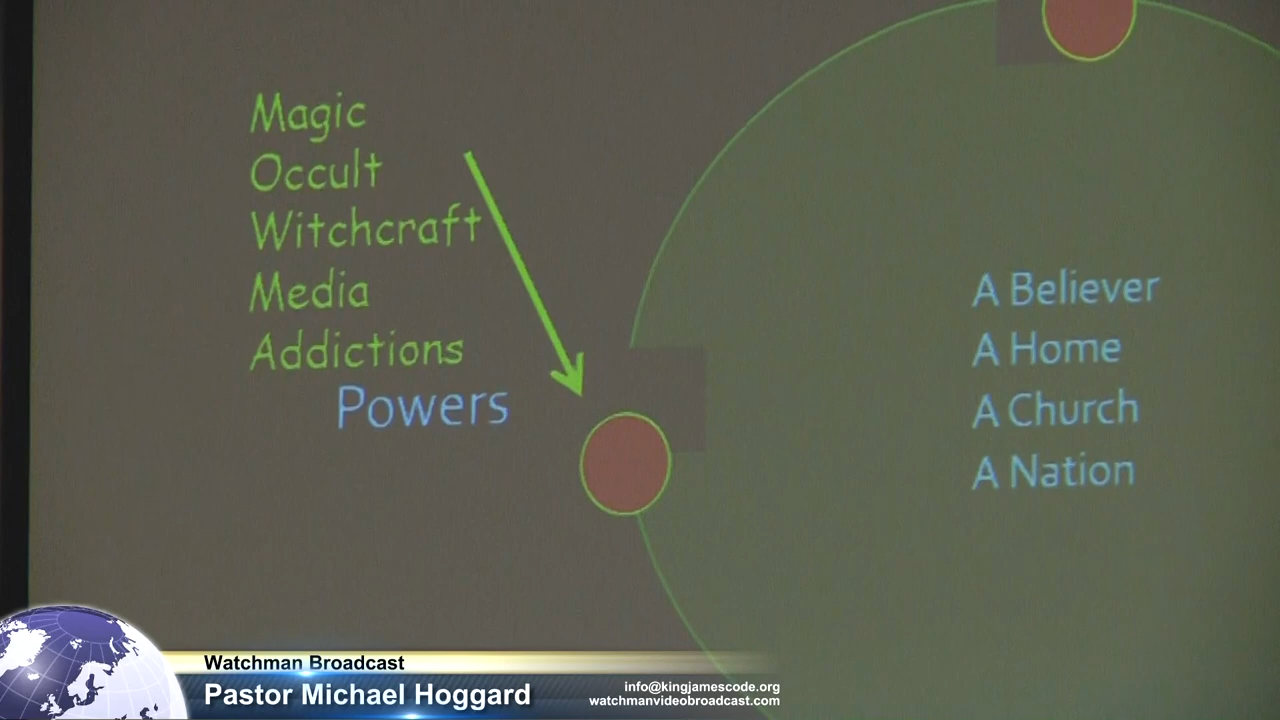 Magic
Occult
Witchcraft
Media
Addictions
Powers
A Believer
A Home
A Church
A Nation
Watchman Broadcast
Pastor Michael Hoggard
info@kingjamescode.org
watchmanvideobroadcast.com